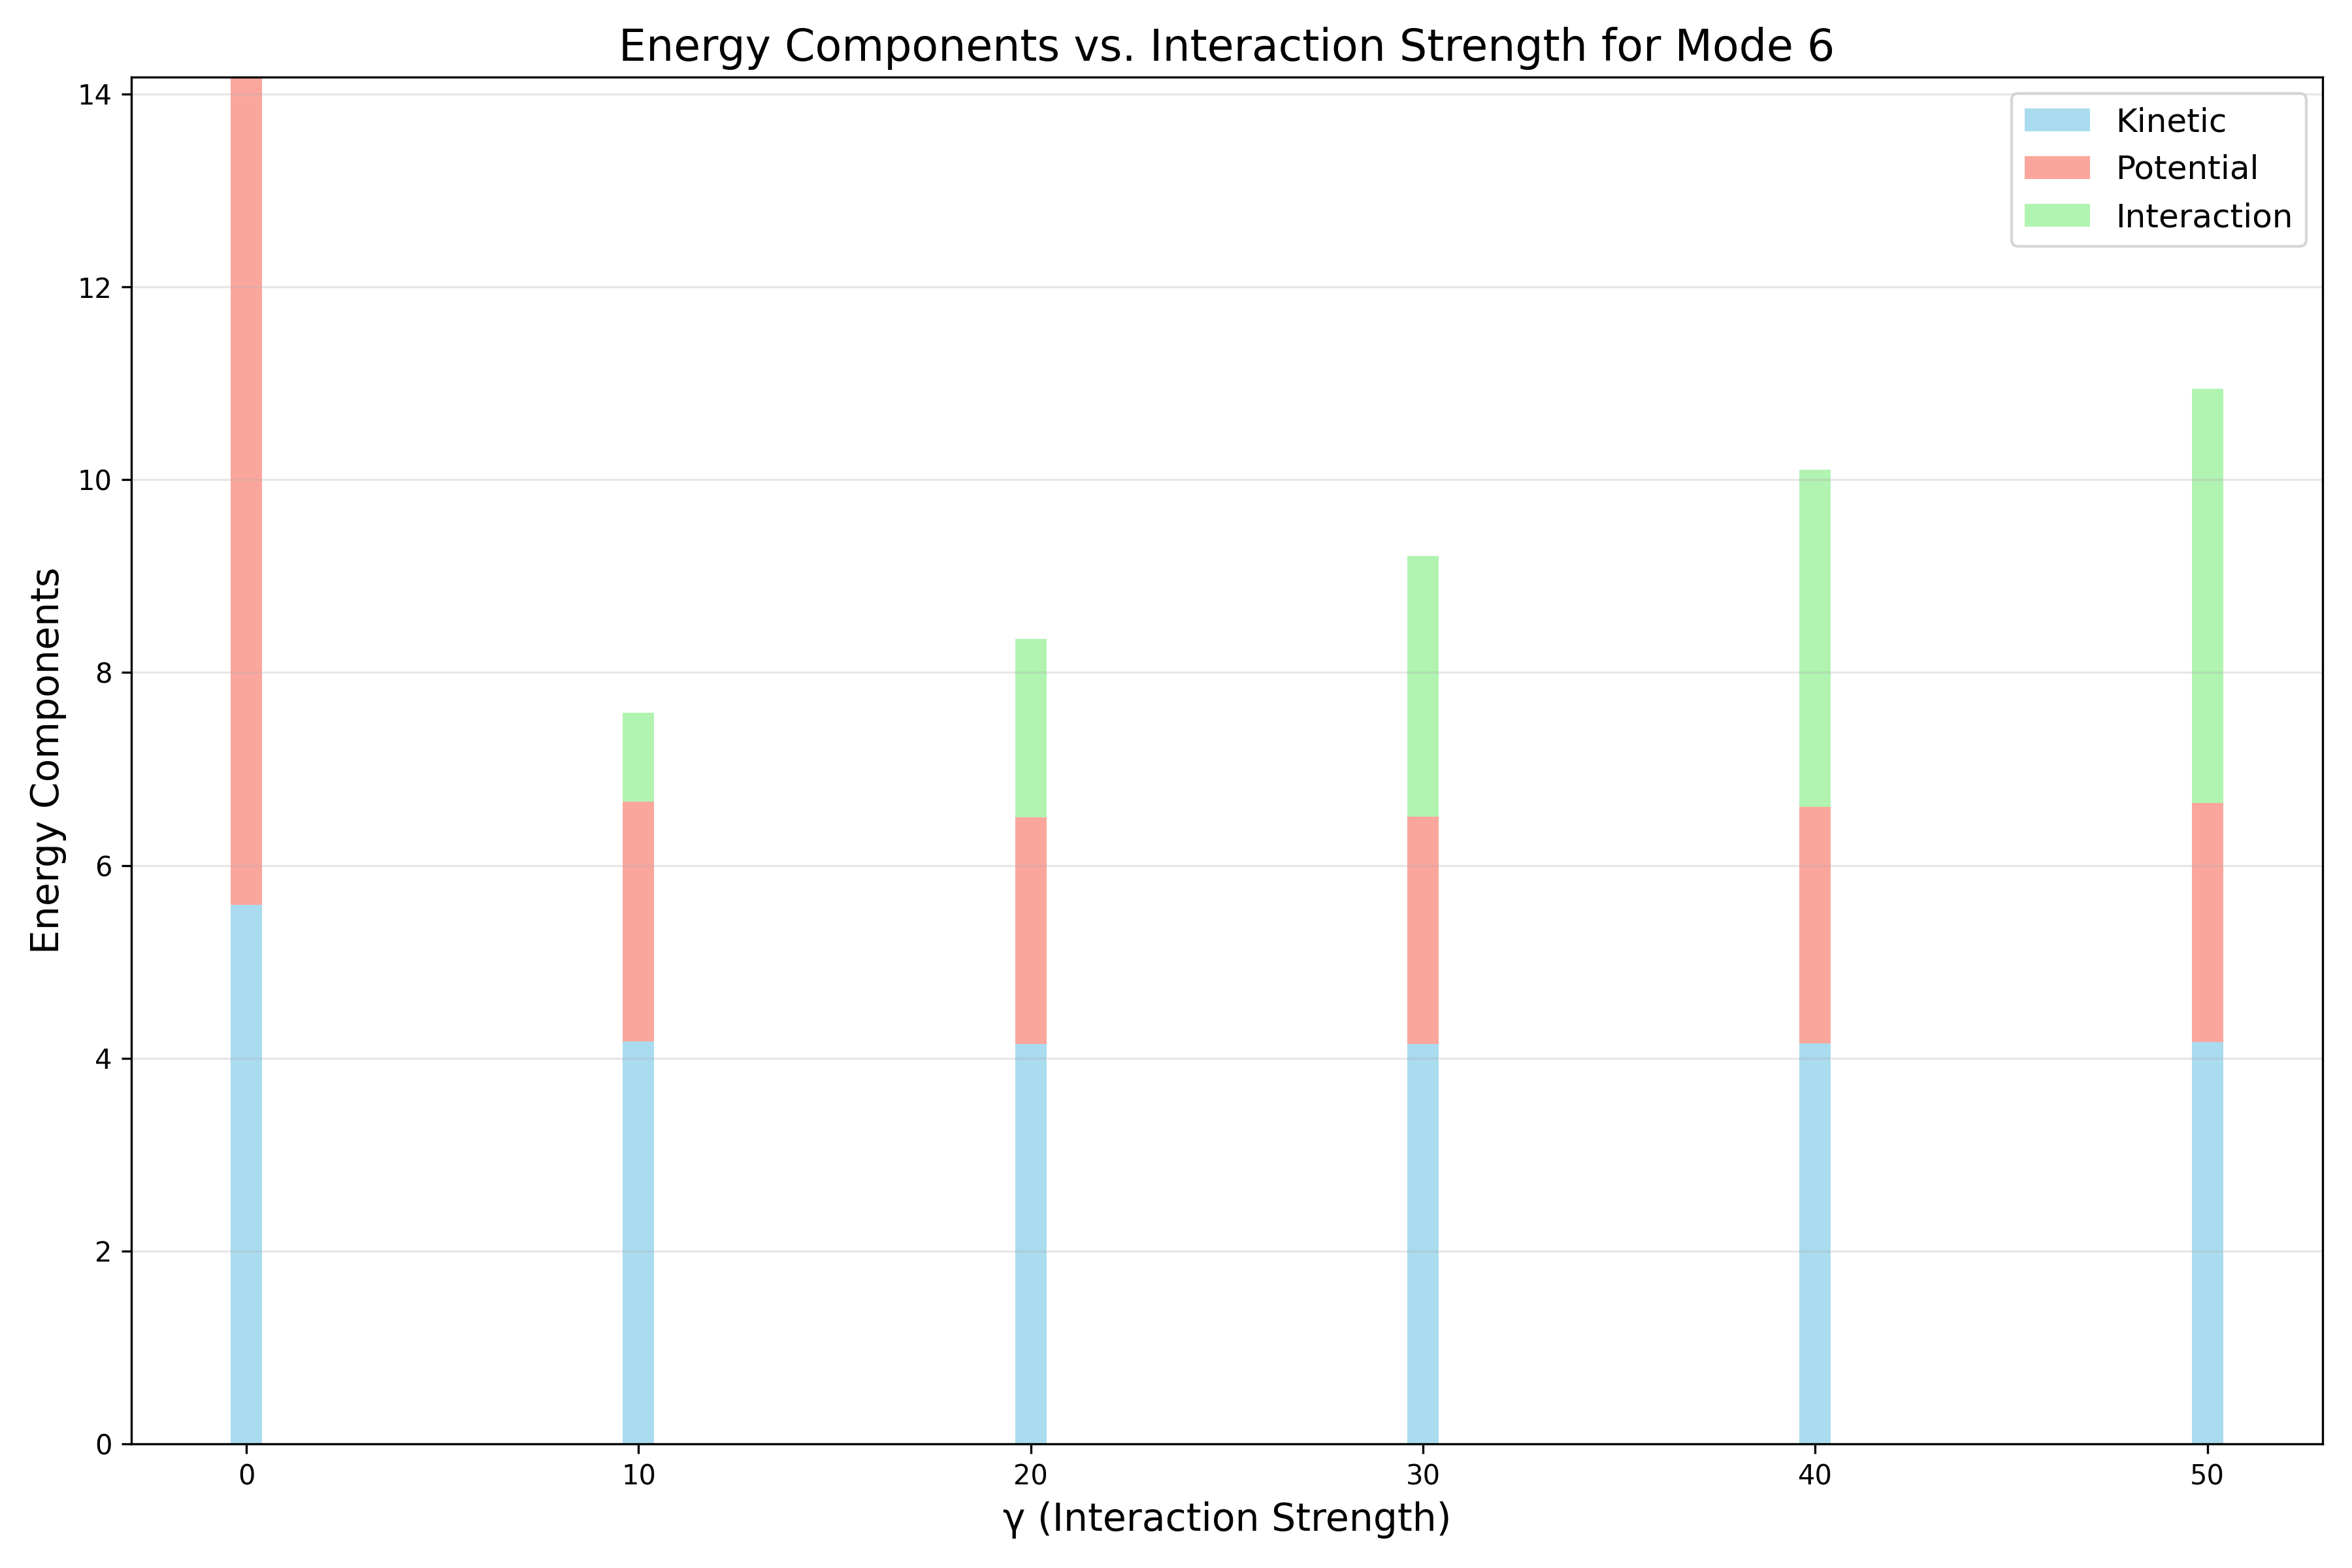 Energy Components vs. Interaction Strength for Mode 6
Kinetic
Potential
Interaction
Energy Components
14
12
10
8
6
4
2
0
0 10 20 30 40 50
γ (Interaction Strength)